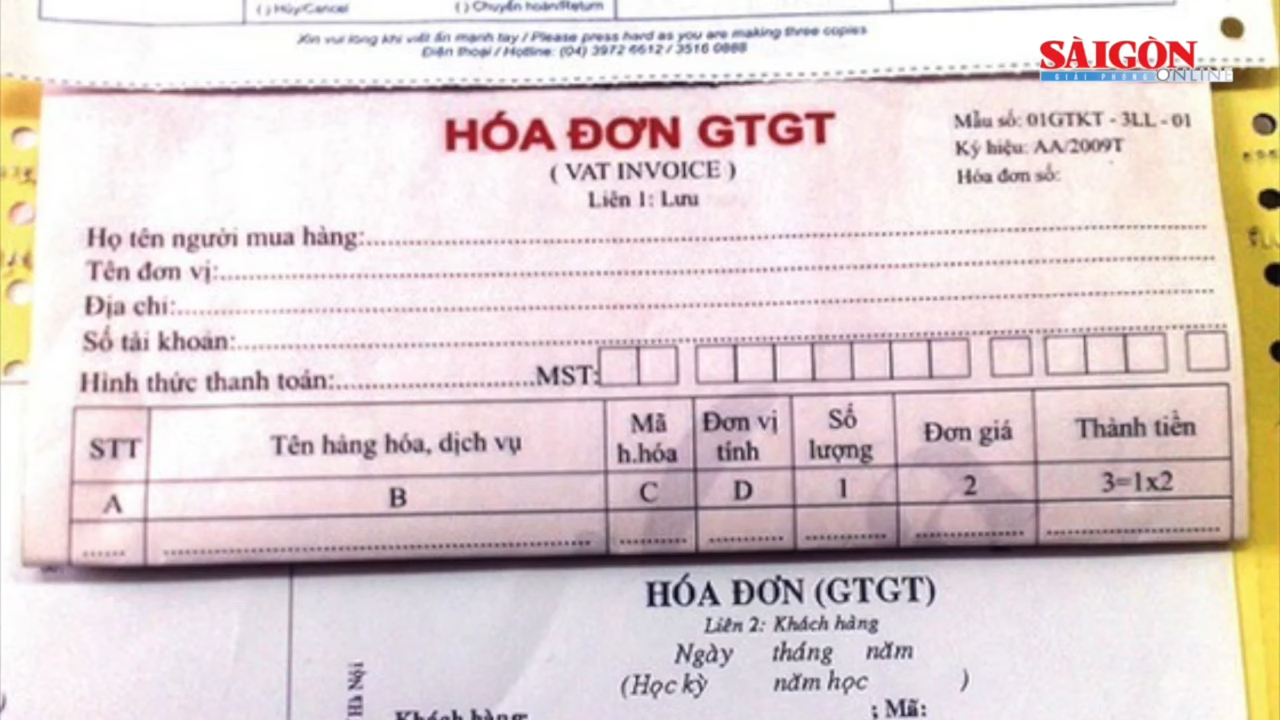 ( ) Hủy/Cancel ( ) Chuyển hoàn/Return
Xin vui lòng khi viết ấn mạnh tay / Please press hard as you are making three copies
Điện thoại / Hotline: (04) 3972 6612 / 3516 0888
SÀIGÒN
GIẢI PHÓNG ONLINE
HÓA ĐƠN GTGT
( VAT INVOICE )
Liên 1: Lưu
Mẫu số: 01GTKT - 3LL - 01
Ký hiệu: AA/2009T
Hóa đơn số:
Họ tên người mua hàng:
Tên đơn vị:
Địa chỉ:
Số tài khoản:
Hình thức thanh toán: MST:
STT Tên hàng hóa, dịch vụ Mã h.hóa Đơn vị tính Số lượng Đơn giá Thành tiền
A B C D 1 2 3=1x2
HÓA ĐƠN (GTGT)
Liên 2: Khách hàng
Ngày tháng năm
(Học kỳ năm học )
; Mã:
Khách hàng: